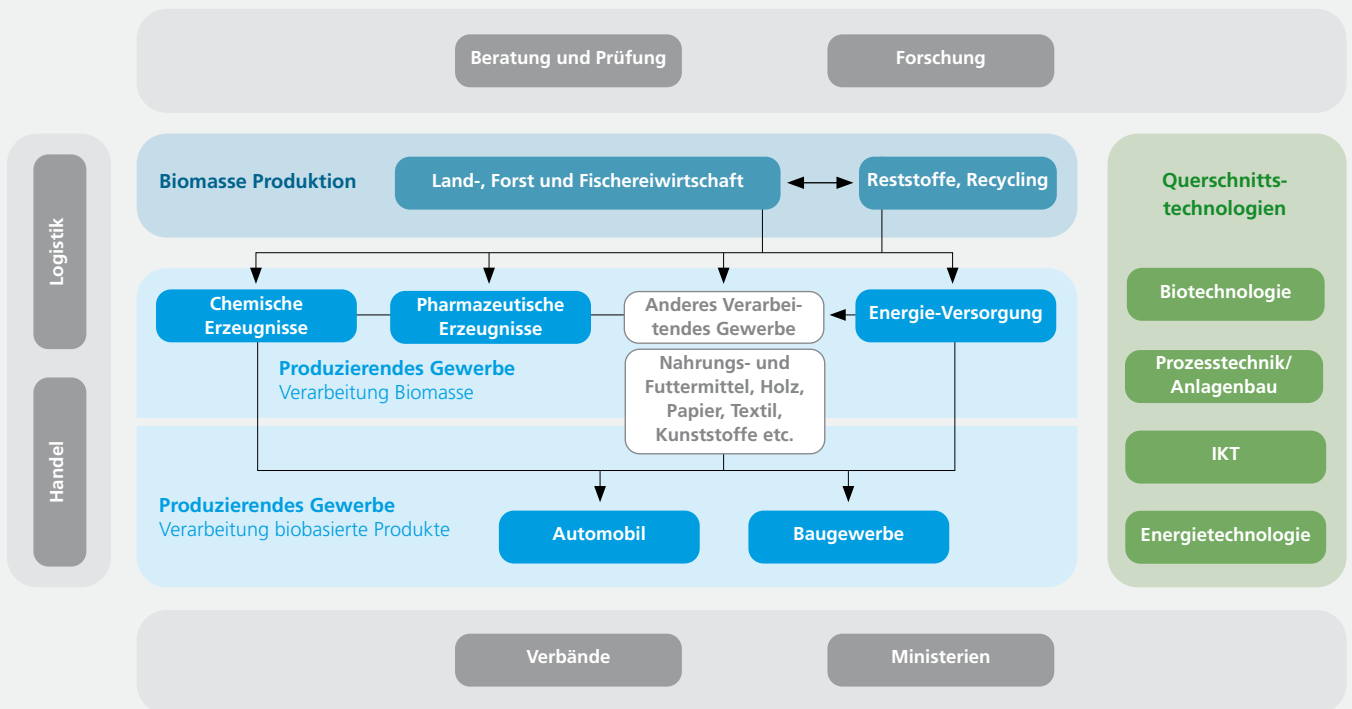 Beratung und Prüfung
Forschung
Logistik
Handel
Biomasse Produktion
Land-, Forst und Fischereiwirtschaft
Reststoffe, Recycling
Chemische
Erzeugnisse
Pharmazeutische
Erzeugnisse
Anderes Verarbei-
tendes Gewerbe
Energie-Versorgung
Produzierendes Gewerbe
Verarbeitung Biomasse
Nahrungs- und
Futtermittel, Holz,
Papier, Textil,
Kunststoffe etc.
Produzierendes Gewerbe
Verarbeitung biobasierte Produkte
Automobil
Baugewerbe
Querschnitts-
technologien
Biotechnologie
Prozesstechnik/
Anlagenbau
IKT
Energietechnologie
Verbände
Ministerien